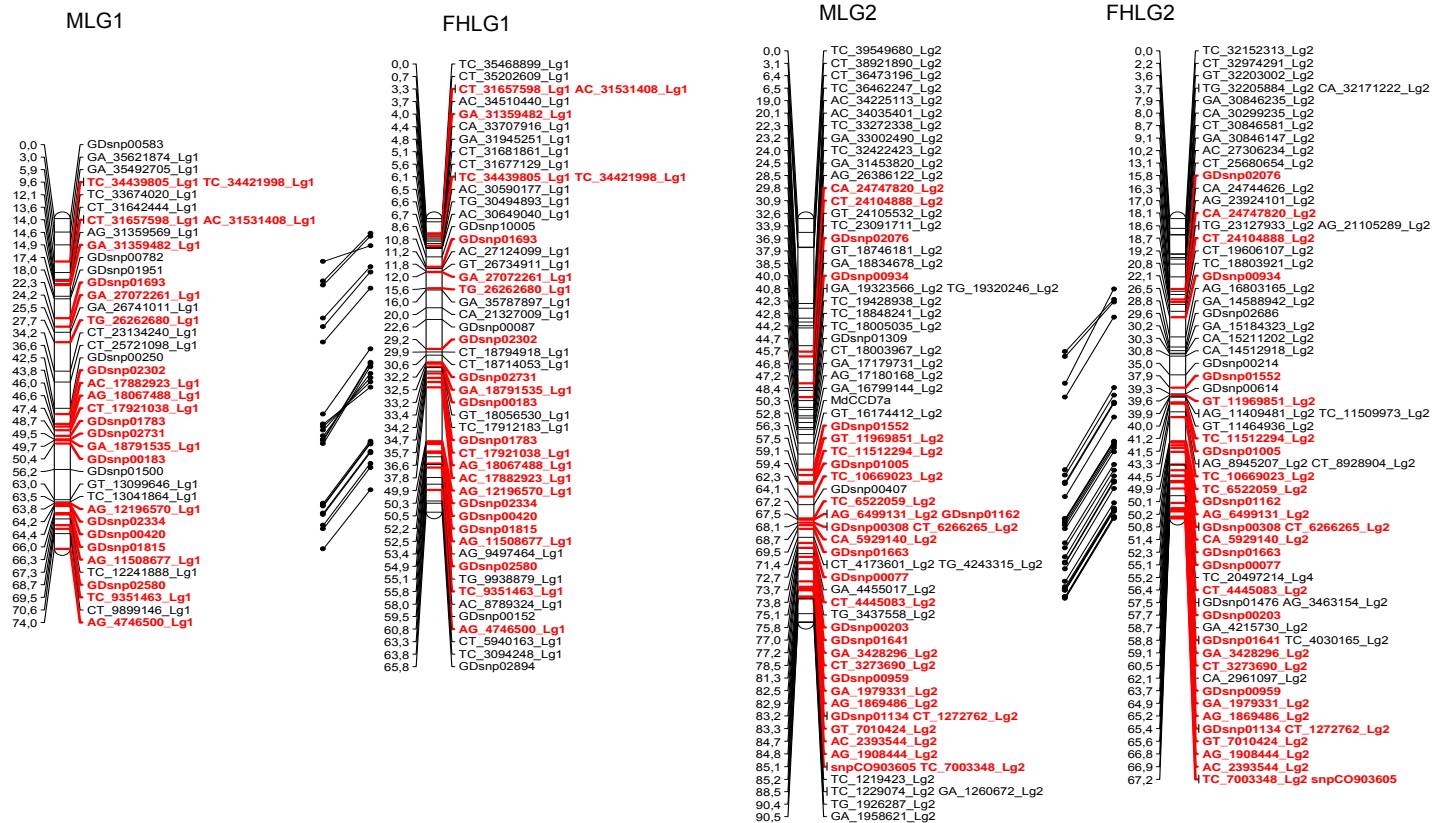 MLG1
0,0 GDsnp00583
3,0 GA_35621874_Lg1
5,9 GA_35492705_Lg1
9,6 TC_34439805_Lg1 TC_34421998_Lg1
12,1 TC_33674020_Lg1
13,6 CT_31642444_Lg1
14,0 CT_31657598_Lg1 AC_31531408_Lg1
14,6 AG_31359569_Lg1
14,9 GA_31359482_Lg1
17,4 GDsnp00782
18,0 GDsnp01951
22,3 GDsnp01693
24,2 GA_27072261_Lg1
25,5 GA_26741011_Lg1
27,7 TG_26262680_Lg1
34,2 CT_23134240_Lg1
36,6 CT_25721098_Lg1
42,5 GDsnp00250
43,8 GDsnp02302
46,0 AC_17882923_Lg1
46,6 AG_18067488_Lg1
47,4 CT_17921038_Lg1
48,7 GDsnp01783
49,5 GDsnp02731
49,7 GA_18791535_Lg1
50,4 GDsnp00183
56,2 GDsnp01500
63,0 GT_13099646_Lg1
63,5 TC_13041864_Lg1
63,8 AG_12196570_Lg1
64,2 GDsnp02334
64,4 GDsnp00420
66,0 GDsnp01815
66,3 AG_11508677_Lg1
67,3 TC_12241888_Lg1
68,7 GDsnp02580
69,5 TC_9351463_Lg1
70,6 CT_9899146_Lg1
74,0 AG_4746500_Lg1
FHLG1
0,0 TC_35468899_Lg1
0,7 CT_35202609_Lg1
3,3 CT_31657598_Lg1 AC_31531408_Lg1
3,7 AC_34510440_Lg1
4,0 GA_31359482_Lg1
4,4 CA_33707916_Lg1
4,8 GA_31945251_Lg1
5,1 CT_31681861_Lg1
5,6 CT_31677129_Lg1
6,1 TC_34439805_Lg1 TC_34421998_Lg1
6,5 AC_30590177_Lg1
6,6 TG_30494893_Lg1
6,7 AC_30649040_Lg1
8,6 GDsnp10005
10,8 GDsnp01693
11,2 AC_27124099_Lg1
11,8 GT_26734911_Lg1
12,0 GA_27072261_Lg1
15,6 TG_26262680_Lg1
16,0 GA_35787897_Lg1
20,0 CA_21327009_Lg1
22,6 GDsnp00087
29,2 GDsnp02302
29,9 CT_18794918_Lg1
30,6 CT_18714053_Lg1
32,2 GDsnp02731
32,5 GA_18791535_Lg1
33,2 GDsnp00183
33,4 GT_18056530_Lg1
34,2 TC_17912183_Lg1
34,7 GDsnp01783
35,7 CT_17921038_Lg1
36,6 AG_18067488_Lg1
37,8 AC_17882923_Lg1
49,9 AG_12196570_Lg1
50,3 GDsnp02334
50,5 GDsnp00420
52,2 GDsnp01815
52,5 AG_11508677_Lg1
53,4 AG_9497464_Lg1
54,9 GDsnp02580
55,1 TG_9938879_Lg1
55,8 TC_9351463_Lg1
58,0 AC_8789324_Lg1
59,5 GDsnp00152
60,8 AG_4746500_Lg1
63,3 CT_5940163_Lg1
63,8 TC_3094248_Lg1
65,8 GDsnp02894
MLG2
0,0 TC_39549680_Lg2
3,1 CT_38921890_Lg2
6,4 CT_36473196_Lg2
7,8 TC_36462247_Lg2
19,0 AC_34225113_Lg2
20,1 AC_34035401_Lg2
22,3 TC_33272338_Lg2
23,2 GA_33002490_Lg2
24,0 TC_32422423_Lg2
24,5 GA_31453820_Lg2
28,5 AG_26386122_Lg2
29,8 CA_24747820_Lg2
30,9 CT_24104888_Lg2
32,6 GT_24105532_Lg2
33,9 TC_23091711_Lg2
36,9 GDsnp02076
37,9 GT_18746181_Lg2
38,1 GA_18834678_Lg2
40,0 GDsnp00934
40,8 GA_19323566_Lg2 TG_19320246_Lg2
42,3 TC_19428938_Lg2
42,8 TC_18848241_Lg2
44,2 TC_18005035_Lg2
44,7 GDsnp01309
45,7 CT_18003967_Lg2
46,8 GA_17179731_Lg2
47,2 AG_17180168_Lg2
48,4 GA_16799144_Lg2
50,3 MdCCD7a
52,8 GT_16174412_Lg2
56,3 GDsnp01552
57,5 GT_11969851_Lg2
59,1 TC_11512294_Lg2
59,4 GDsnp01005
62,3 TC_10669023_Lg2
64,1 GDsnp00407
67,2 TC_6522059_Lg2
67,5 AG_6499131_Lg2 GDsnp01162
68,1 GDsnp00308 CT_6266265_Lg2
68,7 CA_5929140_Lg2
69,5 GDsnp01663
71,4 CT_4173601_Lg2 TG_4243315_Lg2
72,7 GDsnp00077
73,7 GA_4455017_Lg2
73,8 CT_4445083_Lg2
75,1 TG_3437558_Lg2
75,8 GDsnp00203
77,0 GDsnp01641
77,2 GA_3428296_Lg2
78,5 CT_3273690_Lg2
81,3 GDsnp00959
82,5 GA_1979331_Lg2
82,9 AG_1869486_Lg2
83,2 GDsnp01134 CT_1272762_Lg2
83,3 GT_7010424_Lg2
84,7 AC_2393544_Lg2
84,8 AG_1908444_Lg2
85,1 snpCO903605 TC_7003348_Lg2
85,2 TC_1219423_Lg2
88,5 TC_1229074_Lg2 GA_1260672_Lg2
90,4 TG_1926287_Lg2
90,5 GA_1958621_Lg2
FHLG2
0,0 TC_32152313_Lg2
2,2 CT_32974291_Lg2
3,6 GT_32203002_Lg2
3,7 TG_32205884_Lg2 CA_32171222_Lg2
7,9 GA_30846235_Lg2
8,0 CA_30299235_Lg2
8,7 CT_30846581_Lg2
9,7 GA_30846147_Lg2
10,2 AC_27306234_Lg2
13,1 CT_25680654_Lg2
15,8 GDsnp02076
16,3 CA_24744626_Lg2
17,0 AG_23924101_Lg2
18,1 CA_24747820_Lg2
18,6 TG_23127933_Lg2 AG_21105289_Lg2
18,7 CT_24104888_Lg2
19,2 CT_19606107_Lg2
20,8 TC_18803921_Lg2
22,1 GDsnp00934
26,5 AG_16803165_Lg2
28,8 GA_14588942_Lg2
29,6 GDsnp02686
30,2 GA_15184323_Lg2
30,3 CA_15211202_Lg2
30,8 CA_14512918_Lg2
35,0 GDsnp00214
37,9 GDsnp01552
39,3 GDsnp00614
39,6 GT_11969851_Lg2
39,9 AG_11409481_Lg2 TC_11509973_Lg2
40,0 GT_11464936_Lg2
41,2 TC_11512294_Lg2
41,5 GDsnp01005
43,3 AG_8945207_Lg2 CT_8928904_Lg2
44,5 TC_10669023_Lg2
49,9 TC_6522059_Lg2
50,1 GDsnp01162
50,2 AG_6499131_Lg2
50,8 GDsnp00308 CT_6266265_Lg2
51,4 CA_5929140_Lg2
52,3 GDsnp01663
55,1 GDsnp00077
55,2 TC_20497214_Lg4
56,4 CT_4445083_Lg2
57,5 GDsnp01476 AG_3463154_Lg2
57,7 GDsnp00203
58,7 GA_4215730_Lg2
58,8 GDsnp01641 TC_4030165_Lg2
59,1 GA_3428296_Lg2
60,5 CT_3273690_Lg2
62,1 CA_2961097_Lg2
63,7 GDsnp00959
64,9 GA_1979331_Lg2
65,2 AG_1869486_Lg2
65,4 GDsnp01134 CT_1272762_Lg2
65,6 GT_7010424_Lg2
66,8 AG_1908444_Lg2
66,9 AC_2393544_Lg2
67,2 TC_7003348_Lg2 snpCO903605